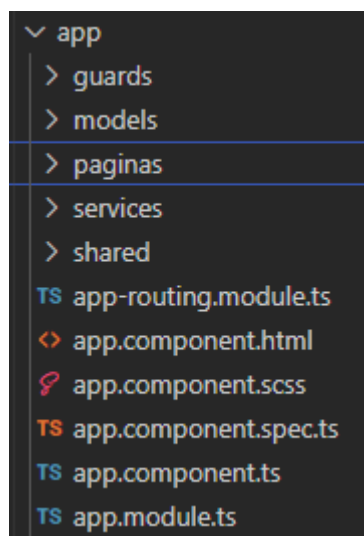 app
guards
models
paginas
services
shared
TS app-routing.module.ts
<> app.component.html
app.component.scss
TS app.component.spec.ts
TS app.component.ts
TS app.module.ts